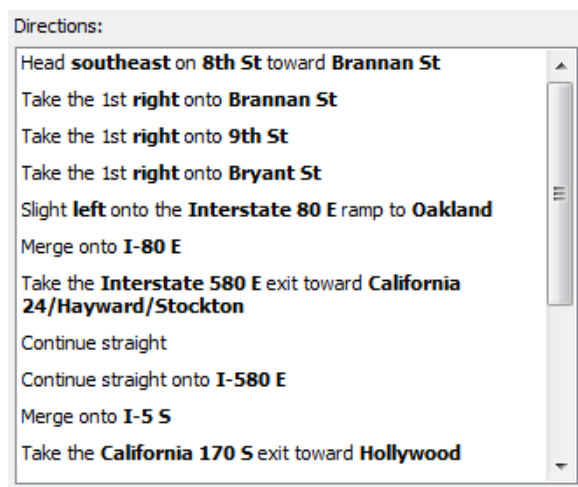 Directions:
Head southeast on 8th St toward Brannan St
Take the 1st right onto Brannan St
Take the 1st right onto 9th St
Take the 1st right onto Bryant St
Slight left onto the Interstate 80 E ramp to Oakland
Merge onto I-80 E
Take the Interstate 580 E exit toward California
24/Hayward/Stockton
Continue straight
Continue straight onto I-580 E
Merge onto I-5 S
Take the California 170 S exit toward Hollywood